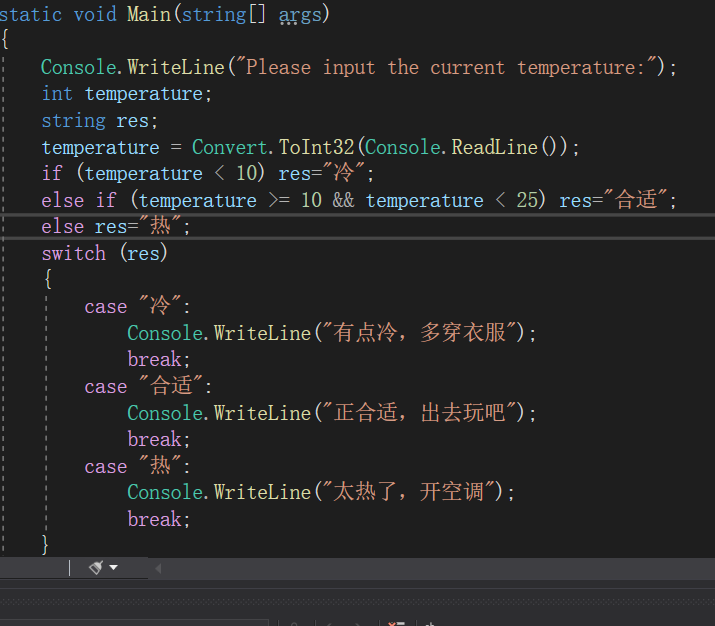 static void Main(string[] args)
{
Console.WriteLine("Please input the current temperature:");
int temperature;
string res;
temperature = Convert.ToInt32(Console.ReadLine());
if (temperature < 10) res="冷";
else if (temperature >= 10 && temperature < 25) res="合适";
else res="热";
switch (res)
{
case "冷":
Console.WriteLine("有点冷，多穿衣服");
break;
case "合适":
Console.WriteLine("正合适，出去玩吧");
break;
case "热":
Console.WriteLine("太热了，开空调");
break;
}